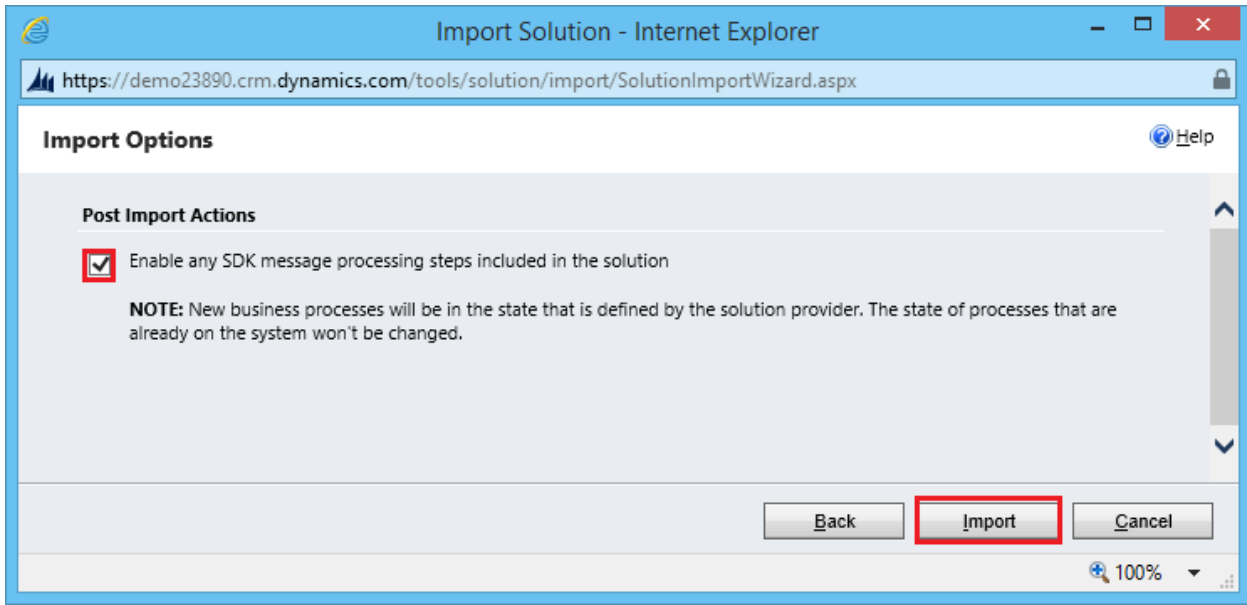 Import Solution - Internet Explorer
https://demo23890.crm.dynamics.com/tools/solution/import/SolutionImportWizard.aspx
Import Options
Help
Post Import Actions
Enable any SDK message processing steps included in the solution
NOTE: New business processes will be in the state that is defined by the solution provider. The state of processes that are
already on the system won't be changed.
Back
Import
Cancel
100%